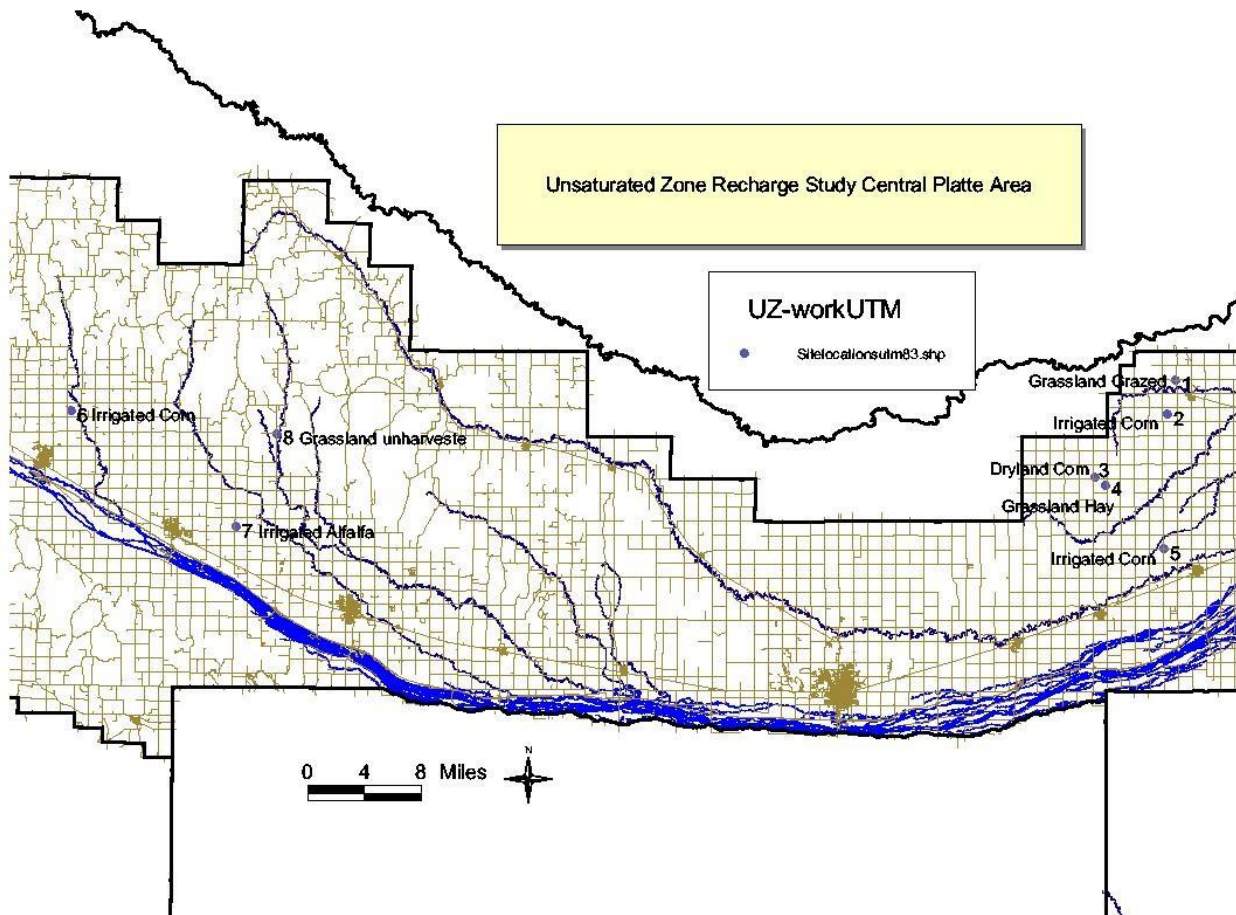 Unsaturated Zone Recharge Study Central Platte Area
UZ-workUTM
Sitelocationsutm83.shp
Grassland Grazed 1
Irrigated Corn 2
6 Irrigated Corn
8 Grassland unharveste
Dryland Corn 3
4
Grassland Hay
7 Irrigated Alfalfa
Irrigated Corn 5
N
0 4 8 Miles